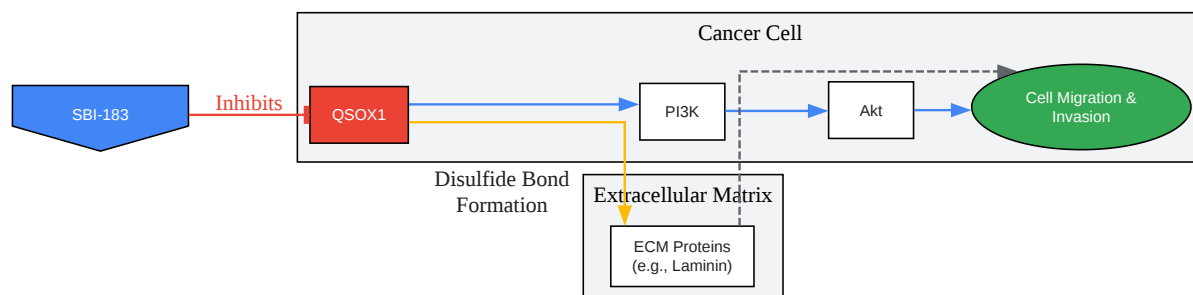 Cancer Cell
SBI-183
Inhibits
QSOX1
PI3K
Akt
Cell Migration &
Invasion
Disulfide Bond
Formation
Extracellular Matrix
ECM Proteins
(e.g., Laminin)